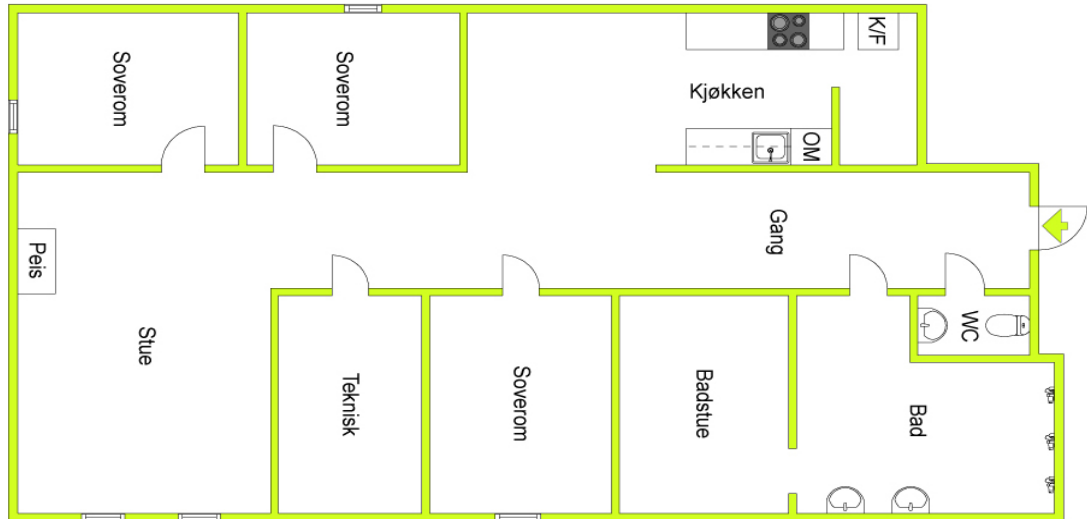 Soverom
Soverom
K/F
Kjøkken
OM
Gang
Peis
Stue
WC
Teknisk
Soverom
Badstue
Bad